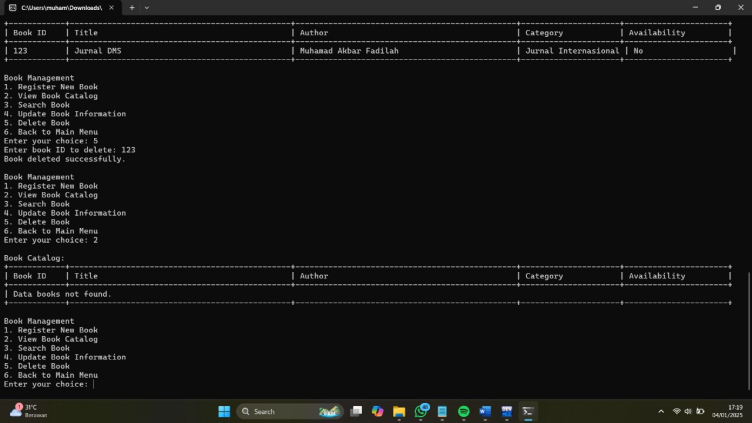 C:\Users\muham\Downloads\
| Book ID | Title | Author | Category | Availability |
| 123 | Jurnal DMS | Muhamad Akbar Fadilah | Jurnal Internasional | No |
Book Management
1. Register New Book
2. View Book Catalog
3. Search Book
4. Update Book Information
5. Delete Book
6. Back to Main Menu
Enter your choice: 5
Enter book ID to delete: 123
Book deleted successfully.
Book Management
1. Register New Book
2. View Book Catalog
3. Search Book
4. Update Book Information
5. Delete Book
6. Back to Main Menu
Enter your choice: 2
Book Catalog:
| Book ID | Title | Author | Category | Availability |
| Data books not found.
Book Management
1. Register New Book
2. View Book Catalog
3. Search Book
4. Update Book Information
5. Delete Book
6. Back to Main Menu
Enter your choice:
31°C
Berawan
Search
17:19
04/01/2025